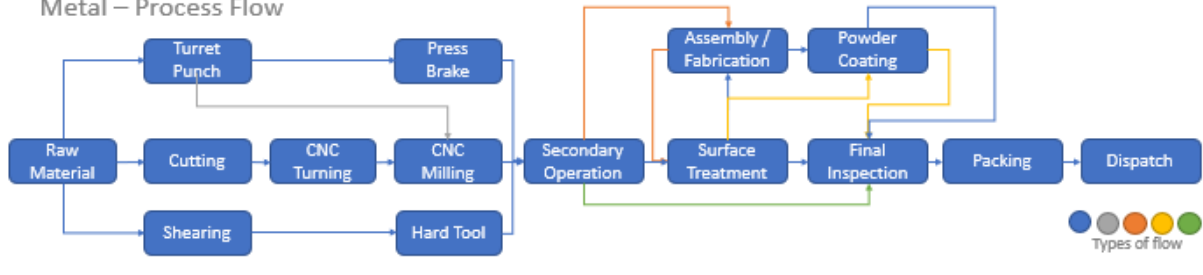 Metal – Process Flow
Turret
Punch
Press
Brake
Assembly /
Fabrication
Powder
Coating
Raw
Material
Cutting
CNC
Turning
CNC
Milling
Secondary
Operation
Surface
Treatment
Final
Inspection
Packing
Dispatch
Shearing
Hard Tool
Types of flow